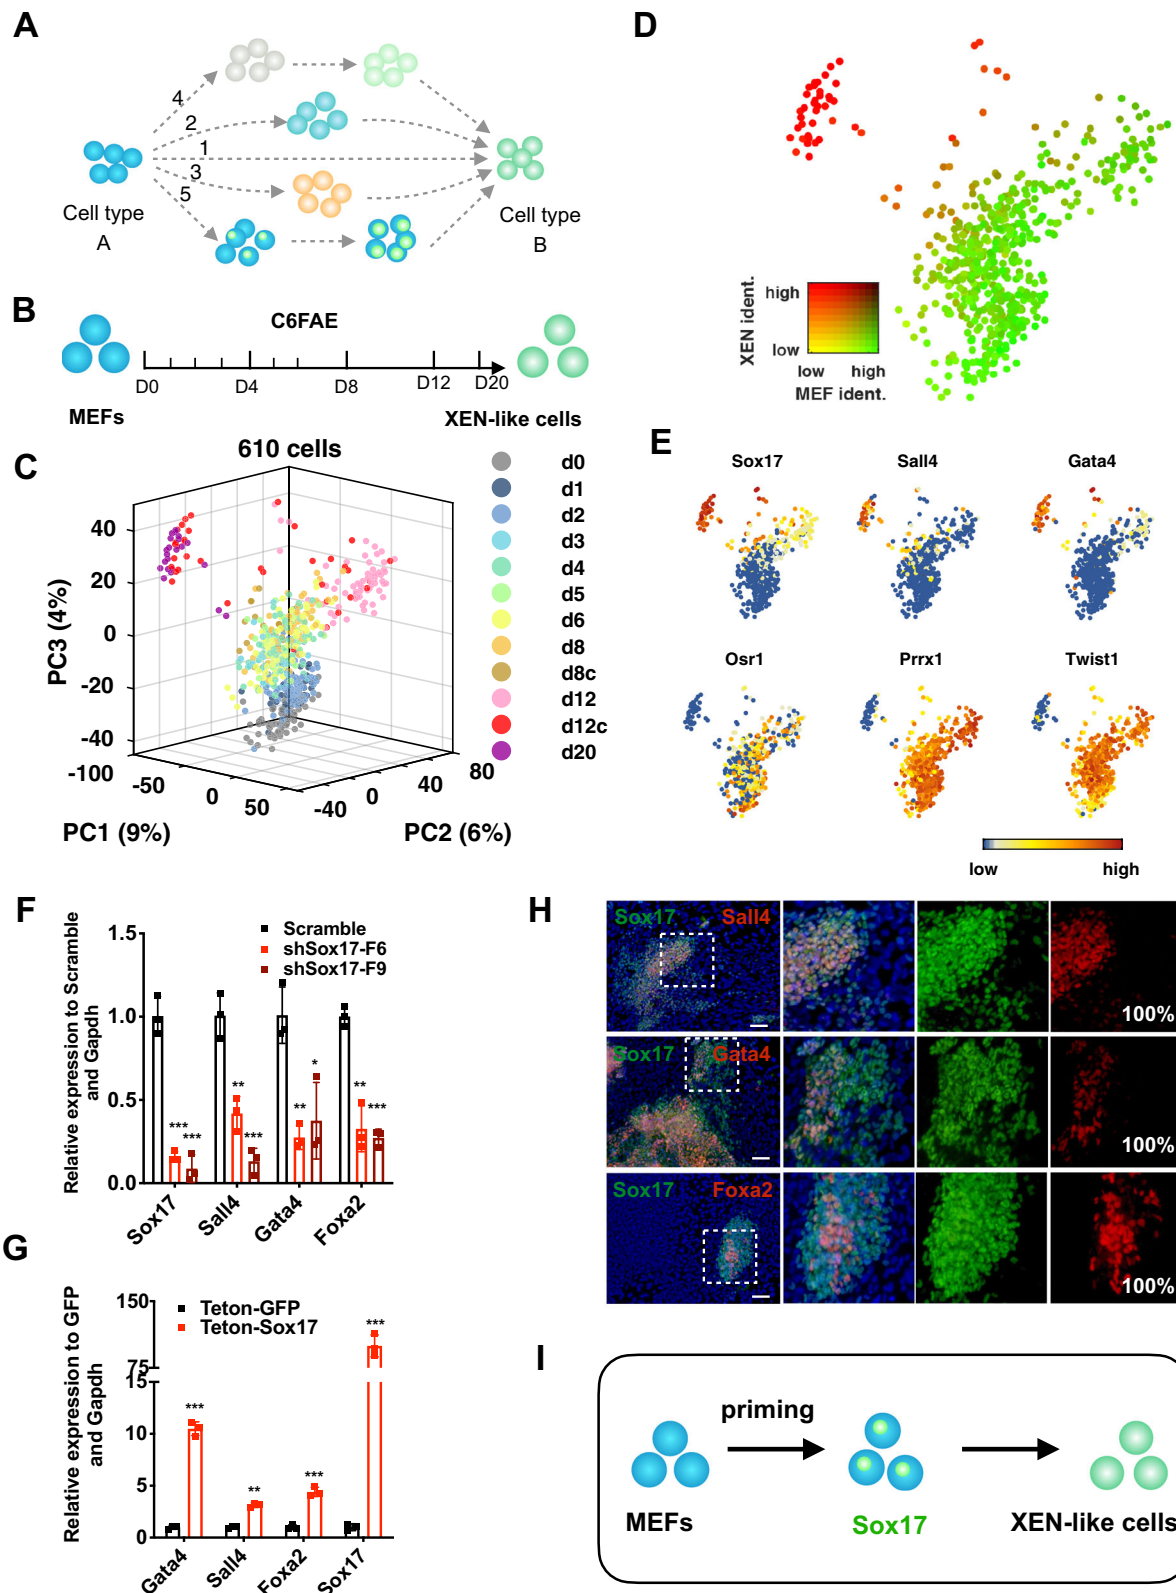 A
4
2
1
3
5
Cell type
A
Cell type
B
B
C6FAE
D0
D4
D8
D12
D20
MEFs
XEN-like cells
C
610 cells
40
20
0
-20
-40
PC3 (4%)
-100
-50
0
50
PC1 (9%)
-40
0
40
80
PC2 (6%)
d0
d1
d2
d3
d4
d5
d6
d8
d8c
d12
d12c
d20
D
XEN ident.
high
low
low high
MEF ident.
E
Sox17 Sall4 Gata4
Osr1 Prrx1 Twist1
low high
F
Relative expression to Scramble
and Gapdh
1.5
1.0
0.5
0.0
Scramble
shSox17-F6
shSox17-F9
***
***
**
***
**
*
**
***
Sox17
Sall4
Gata4
Foxa2
G
Relative expression to GFP
and Gapdh
150
75
15
10
5
0
Teton-GFP
Teton-Sox17
***
**
***
***
Gata4
Sall4
Foxa2
Sox17
H
Sox17 Sall4
100%
Sox17 Gata4
100%
Sox17 Foxa2
100%
I
priming
MEFs
Sox17
XEN-like cells